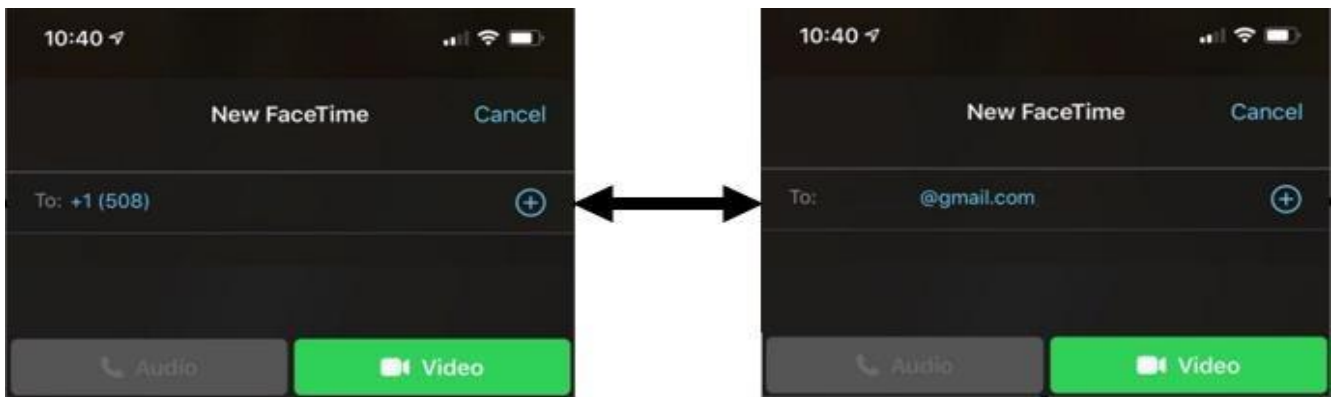 10:40
New FaceTime Cancel
To: +1 (508)
Audio Video
10:40
New FaceTime Cancel
To: @gmail.com
Audio Video